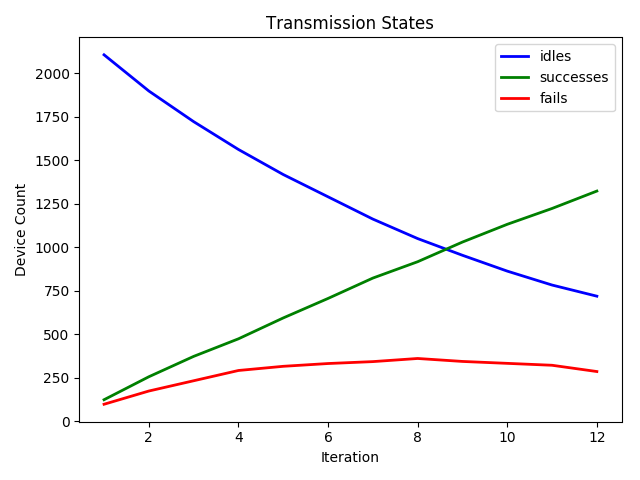 Transmission States
idles
successes
fails
2000
1750
1500
1250
1000
750
500
250
0
Device Count
2 4 6 8 10 12
Iteration